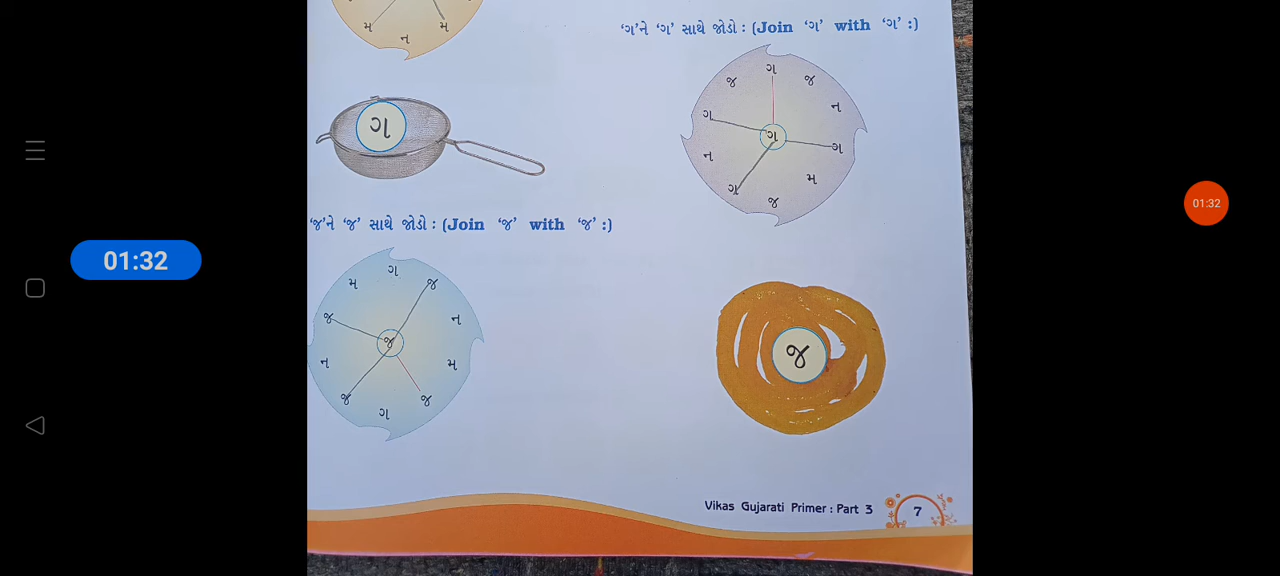 મ
ન
મ
'ગ'ને 'ગ' સાથે જોડો : (Join 'ગ' with 'ગ' :)
ગ
જ
જ
ગ
ન
ગ
ગ
ન
ગ
મ
ગ
જ
ગ
'જ'ને 'જ' સાથે જોડો : (Join 'જ' with 'જ' :)
ગ
મ
જ
જ
ન
જ
ન
મ
જ
જ
ગ
જ
Vikas Gujarati Primer : Part 3
7
01:32
01:32